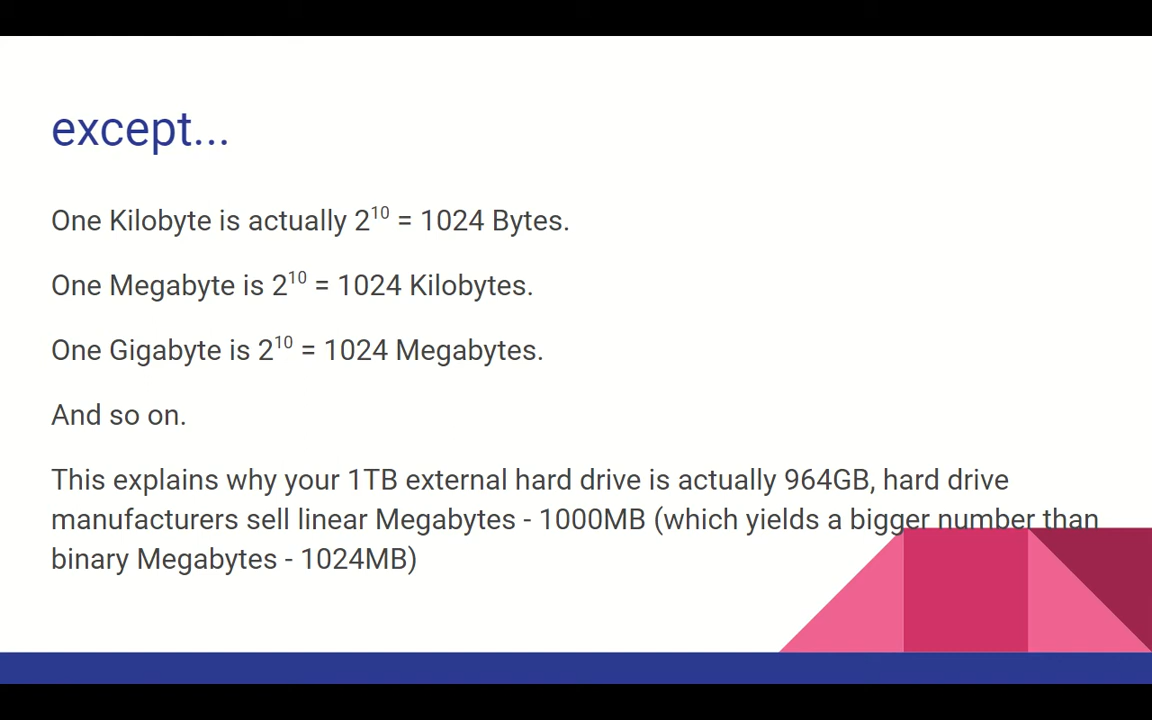 except...
One Kilobyte is actually 2¹⁰ = 1024 Bytes.
One Megabyte is 2¹⁰ = 1024 Kilobytes.
One Gigabyte is 2¹⁰ = 1024 Megabytes.
And so on.
This explains why your 1TB external hard drive is actually 964GB, hard drive
manufacturers sell linear Megabytes - 1000MB (which yields a bigger number than
binary Megabytes - 1024MB)